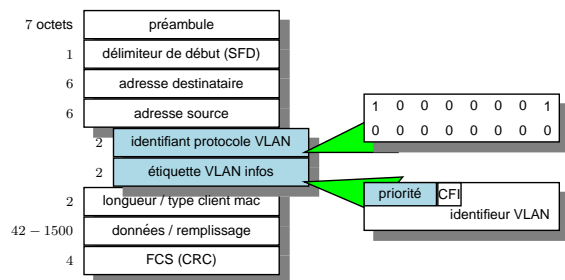 7 octets préambule
1 délimiteur de début (SFD)
6 adresse destinataire
6 adresse source
2 identifiant protocole VLAN
2 étiquette VLAN infos
2 longueur / type client mac
42 − 1500 données / remplissage
4 FCS (CRC)
1 0 0 0 0 0 0 1
0 0 0 0 0 0 0 0
priorité CFI
identifieur VLAN